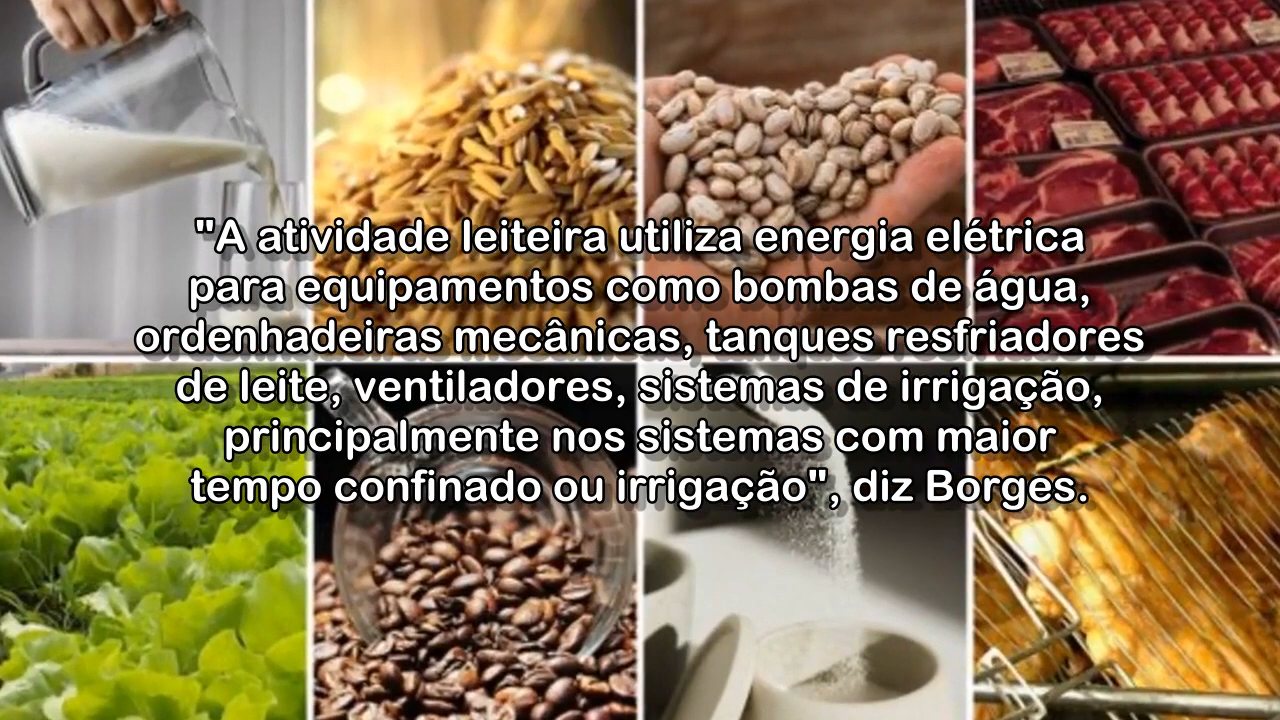 "A atividade leiteira utiliza energia elétrica
para equipamentos como bombas de água,
ordenhadeiras mecânicas, tanques resfriadores
de leite, ventiladores, sistemas de irrigação,
principalmente nos sistemas com maior
tempo confinado ou irrigação", diz Borges.